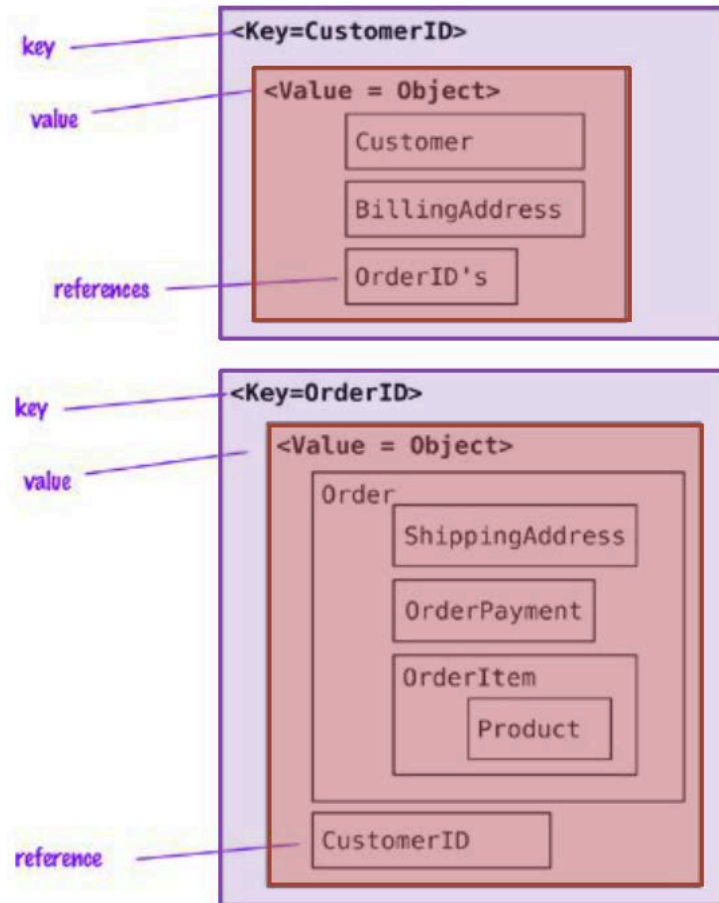 <Key=CustomerID>
key
<Value = Object>
value
Customer
BillingAddress
references
OrderID's
<Key=OrderID>
key
<Value = Object>
value
Order
ShippingAddress
OrderPayment
OrderItem
Product
CustomerID
reference